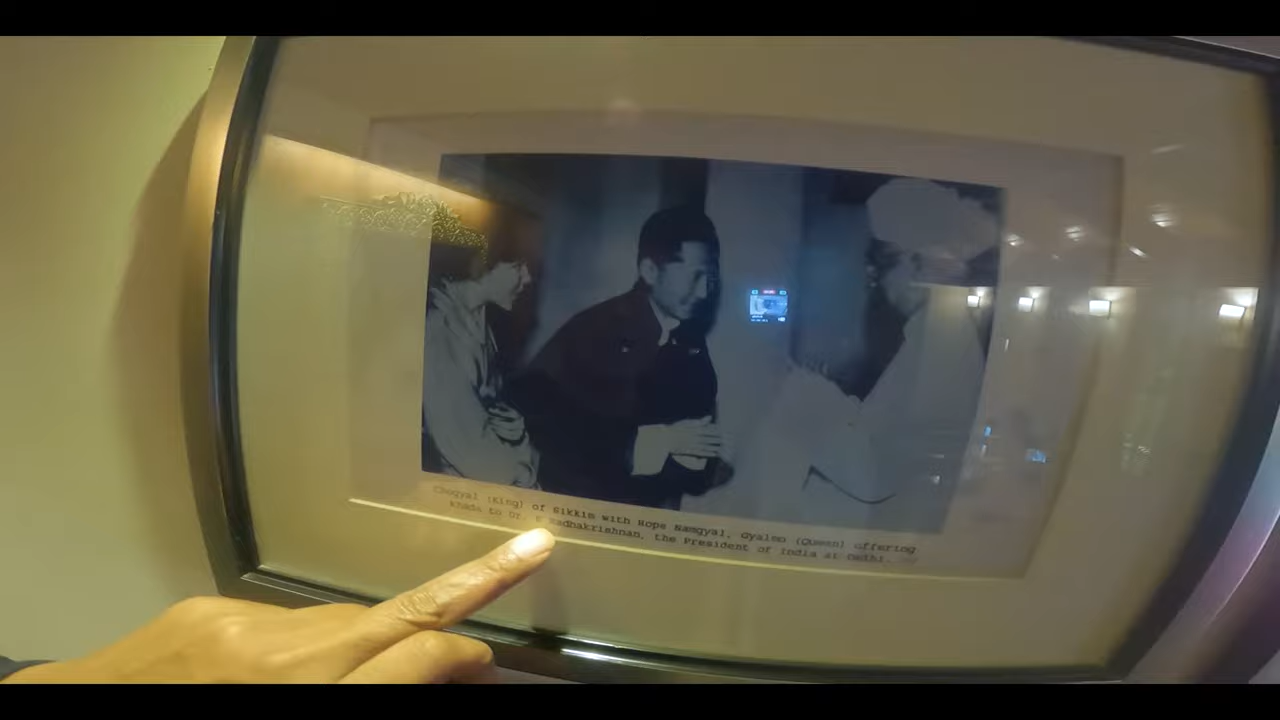 Chogyal (King) of Sikkim with Hope Namgyal, Gyalmo (Queen) offering
khada to Dr. S Radhakrishnan, the President of India at Delhi.